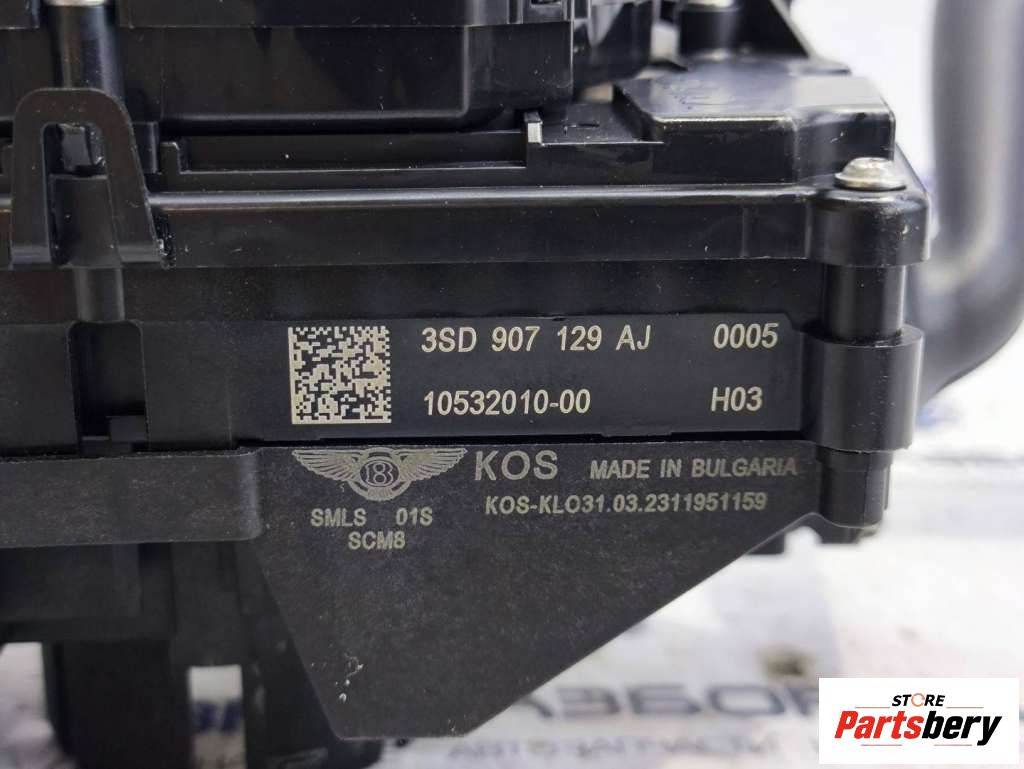 3SD 907 129 AJ 0005
10532010-00 H03
B
KOS MADE IN BULGARIA
SMLS 01S
KOS-KLO31.03.2311951159
SCM8
STORE
Partsbery